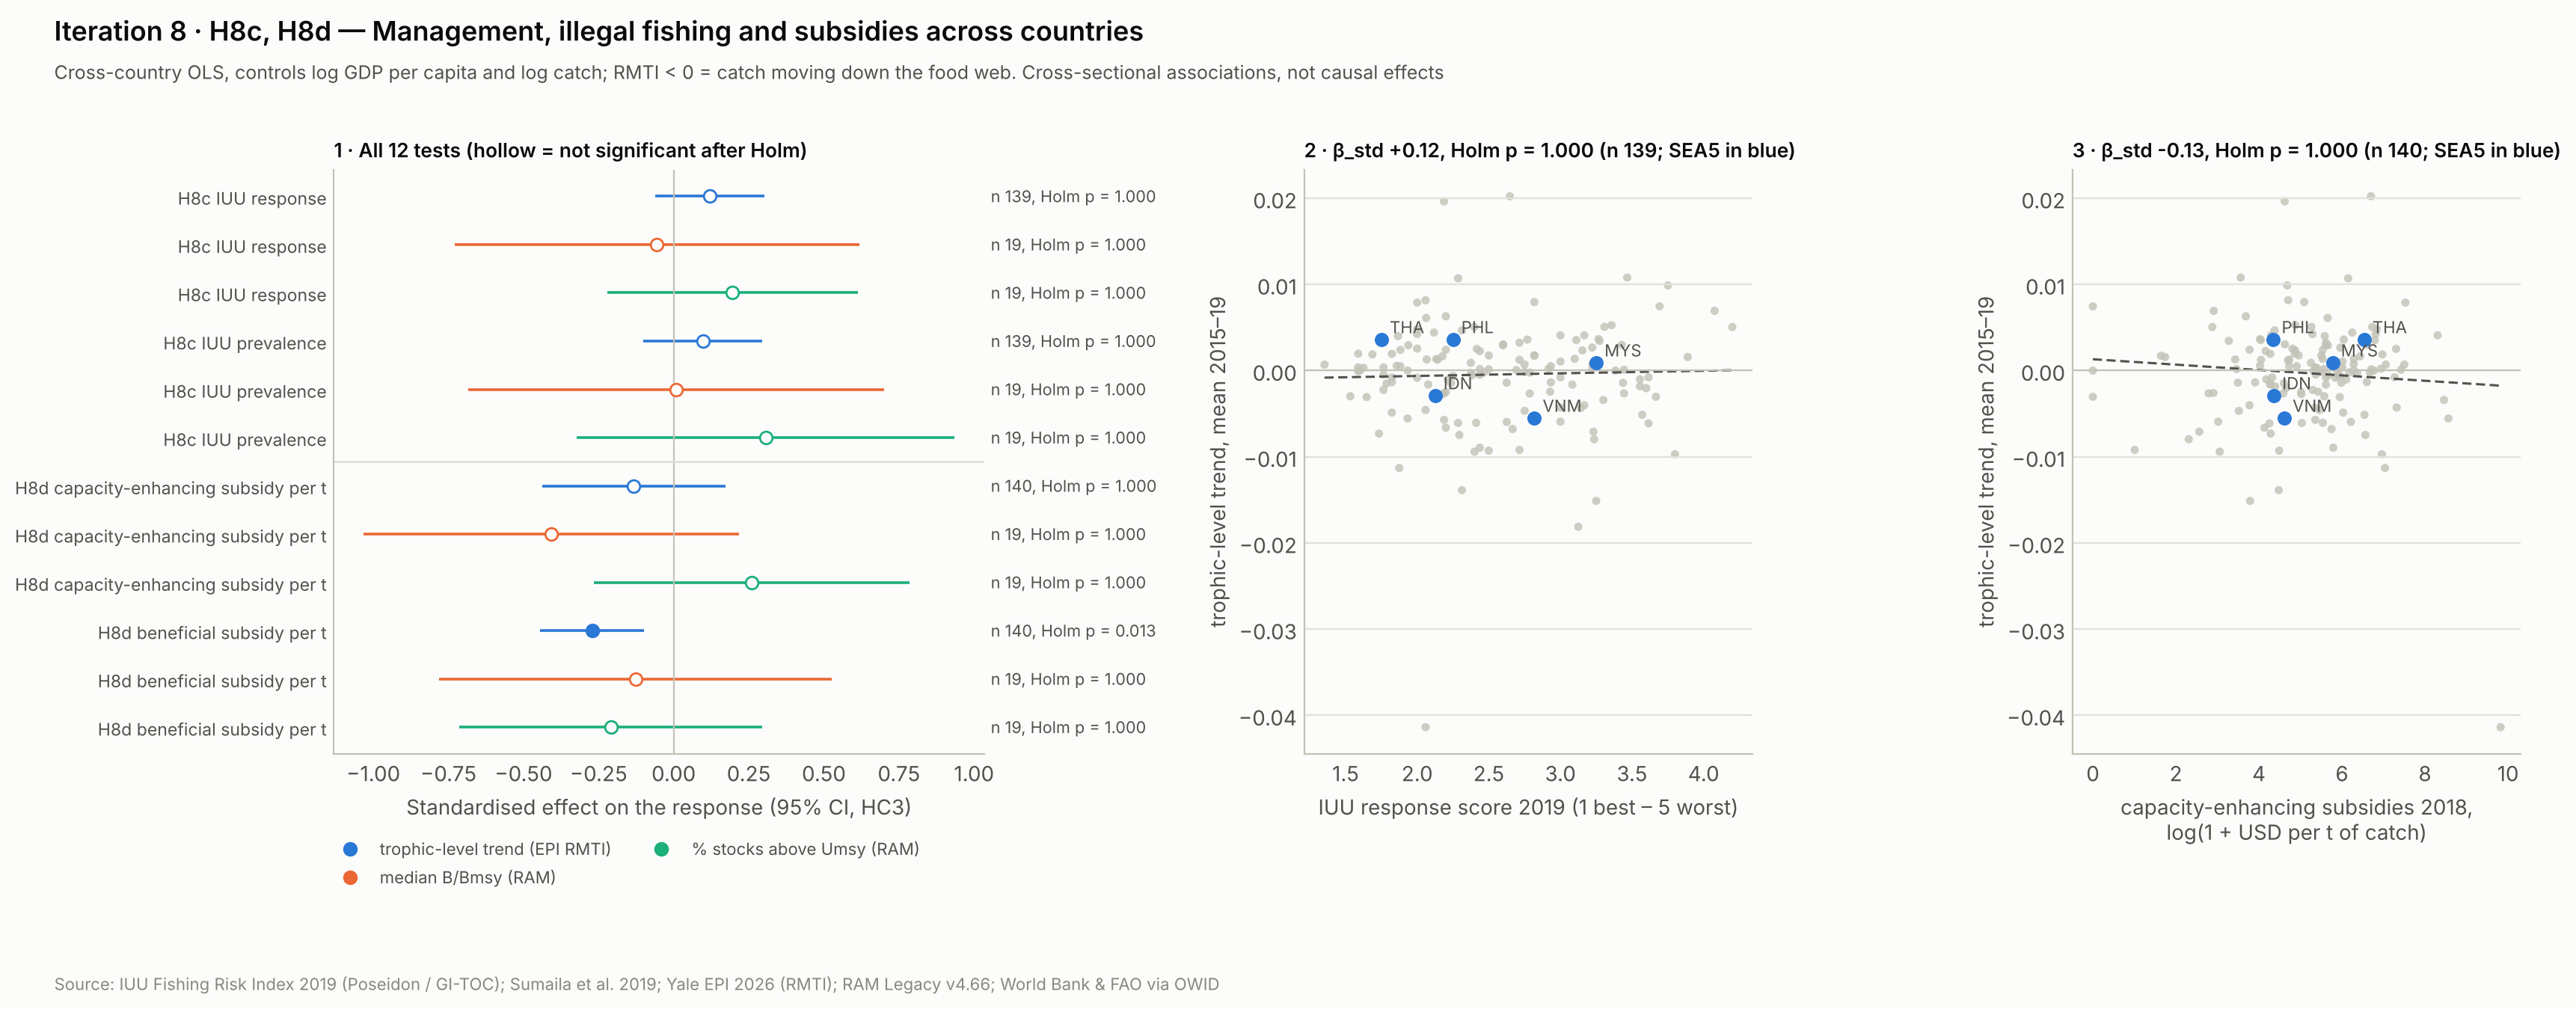 Iteration 8 · H8c, H8d — Management, illegal fishing and subsidies across countries
Cross-country OLS, controls log GDP per capita and log catch; RMTI < 0 = catch moving down the food web. Cross-sectional associations, not causal effects
1 · All 12 tests (hollow = not significant after Holm)
H8c IUU response
n 139, Holm p = 1.000
H8c IUU response
n 19, Holm p = 1.000
H8c IUU response
n 19, Holm p = 1.000
H8c IUU prevalence
n 139, Holm p = 1.000
H8c IUU prevalence
n 19, Holm p = 1.000
H8c IUU prevalence
n 19, Holm p = 1.000
H8d capacity-enhancing subsidy per t
n 140, Holm p = 1.000
H8d capacity-enhancing subsidy per t
n 19, Holm p = 1.000
H8d capacity-enhancing subsidy per t
n 19, Holm p = 1.000
H8d beneficial subsidy per t
n 140, Holm p = 0.013
H8d beneficial subsidy per t
n 19, Holm p = 1.000
H8d beneficial subsidy per t
n 19, Holm p = 1.000
−1.00 −0.75 −0.50 −0.25 0.00 0.25 0.50 0.75 1.00
Standardised effect on the response (95% CI, HC3)
trophic-level trend (EPI RMTI)
% stocks above Umsy (RAM)
median B/Bmsy (RAM)
2 · β_std +0.12, Holm p = 1.000 (n 139; SEA5 in blue)
trophic-level trend, mean 2015–19
0.02
0.01
0.00
−0.01
−0.02
−0.03
−0.04
THA
PHL
MYS
IDN
VNM
1.5 2.0 2.5 3.0 3.5 4.0
IUU response score 2019 (1 best – 5 worst)
3 · β_std -0.13, Holm p = 1.000 (n 140; SEA5 in blue)
trophic-level trend, mean 2015–19
0.02
0.01
0.00
−0.01
−0.02
−0.03
−0.04
PHL
THA
MYS
IDN
VNM
0 2 4 6 8 10
capacity-enhancing subsidies 2018,
log(1 + USD per t of catch)
Source: IUU Fishing Risk Index 2019 (Poseidon / GI-TOC); Sumaila et al. 2019; Yale EPI 2026 (RMTI); RAM Legacy v4.66; World Bank & FAO via OWID